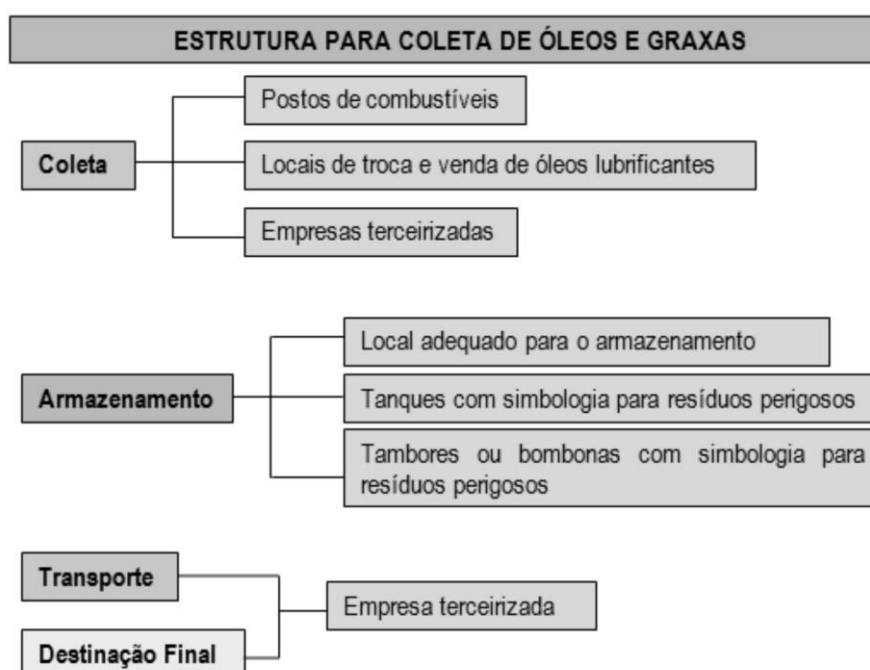 ESTRUTURA PARA COLETA DE ÓLEOS E GRAXAS
Postos de combustíveis
Coleta
Locais de troca e venda de óleos lubrificantes
Empresas terceirizadas
Local adequado para o armazenamento
Armazenamento
Tanques com simbologia para resíduos perigosos
Tambores ou bombonas com simbologia para
resíduos perigosos
Transporte
Empresa terceirizada
Destinação Final